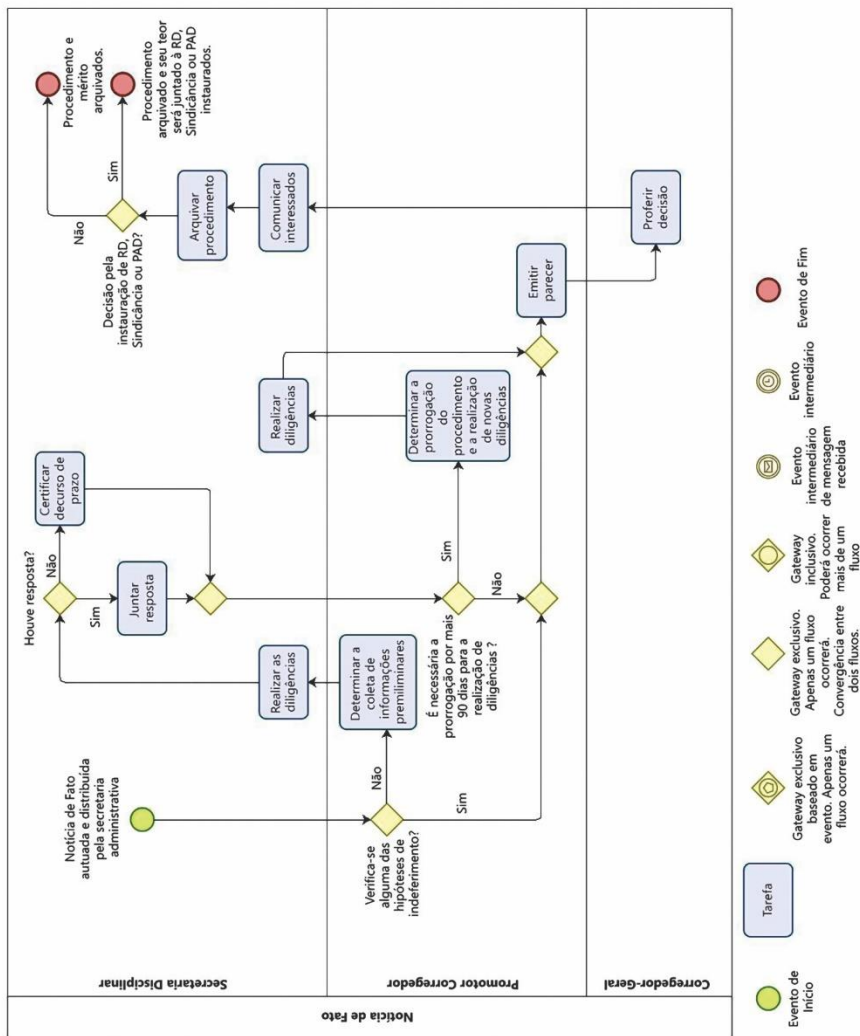 Notícia de Fato
Secretaria Disciplinar
Promotor Corregedor
Corregedor-Geral
Notícia de Fato
autuada e distribuída
pela secretaria
administrativa
Verifica-se
alguma das
hipóteses de
indeferimento?
Não
Sim
Determinar a
coleta de
informações
premiliminares
Realizar as
diligências
Houve resposta?
Não
Sim
Certificar
decurso de
prazo
Juntar
resposta
É necessária a
prorrogação por mais
90 dias para a
realização de
diligências ?
Sim
Não
Determinar a
prorrogação
do
procedimento
e a realização
de novas
diligências
Realizar
diligências
Emitir
parecer
Proferir
decisão
Comunicar
interessados
Arquivar
procedimento
Decisão pela
instauração de RD,
Sindicância ou PAD?
Não
Sim
Procedimento e
mérito
arquivados.
Procedimento
arquivado e seu teor
será juntado à RD,
Sindicância ou PAD
instaurados.
Evento de
Início
Tarefa
Gateway exclusivo
baseado em
evento. Apenas um
fluxo ocorrerá.
Gateway exclusivo.
Apenas um fluxo
ocorrerá.
Convergência entre
dois fluxos.
Gateway
inclusivo.
Poderá ocorrer
mais de um
fluxo
Evento
intermediário
de mensagem
recebida
Evento
intermediário
Evento de Fim